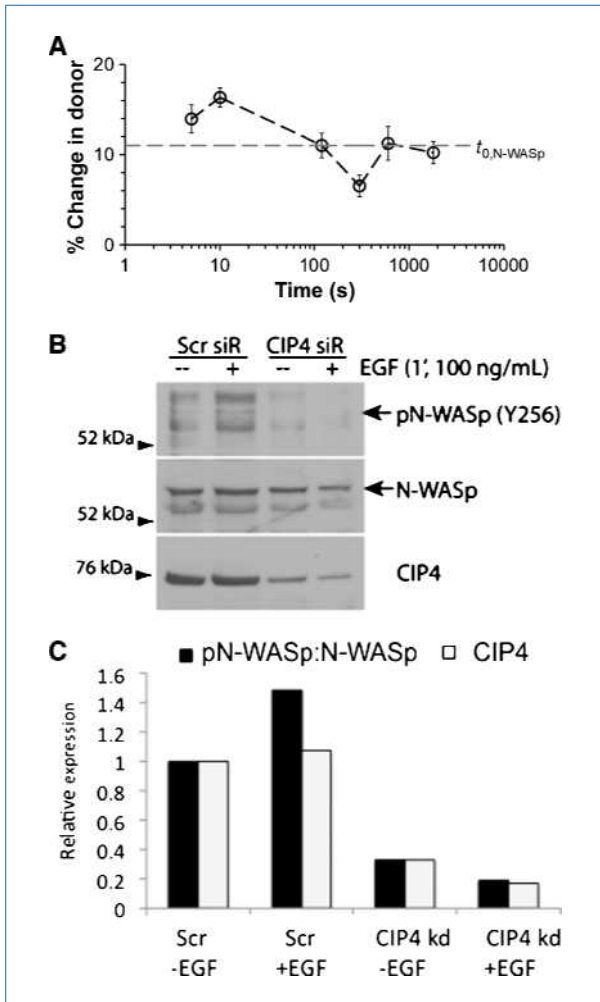 A
20
10
0
% Change in donor
t0,N-WASp
1 10 100 1000 10000
Time (s)
B
Scr siR CIP4 siR
-- + -- + EGF (1', 100 ng/mL)
pN-WASp (Y256)
52 kDa
N-WASp
52 kDa
76 kDa
CIP4
C
pN-WASp:N-WASp CIP4
1.6
1.4
1.2
1
0.8
0.6
0.4
0.2
0
Relative expression
Scr Scr CIP4 kd CIP4 kd
-EGF +EGF -EGF +EGF